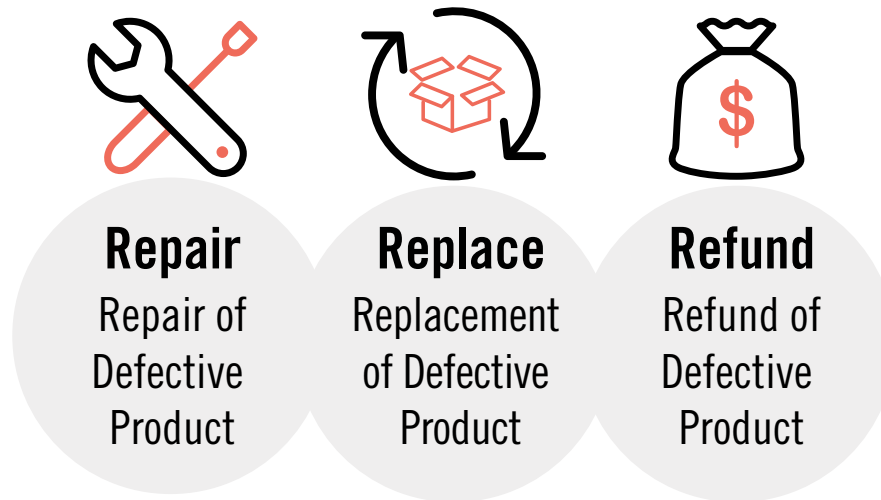 Repair
Repair of
Defective
Product
Replace
Replacement
of Defective
Product
$
Refund
Refund of
Defective
Product